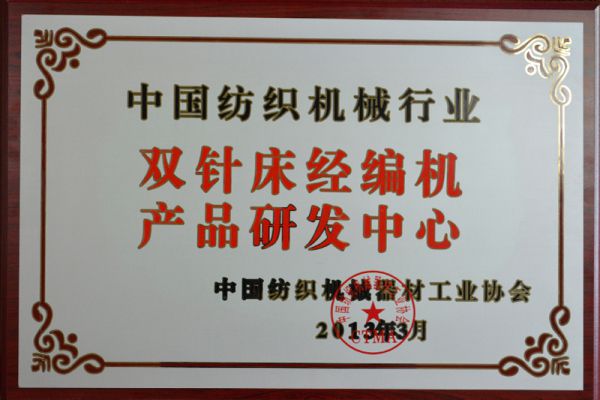 中国纺织机械行业
双针床经编机
产品研发中心
中国纺织机械器材工业协会
2013年3月
CTMA